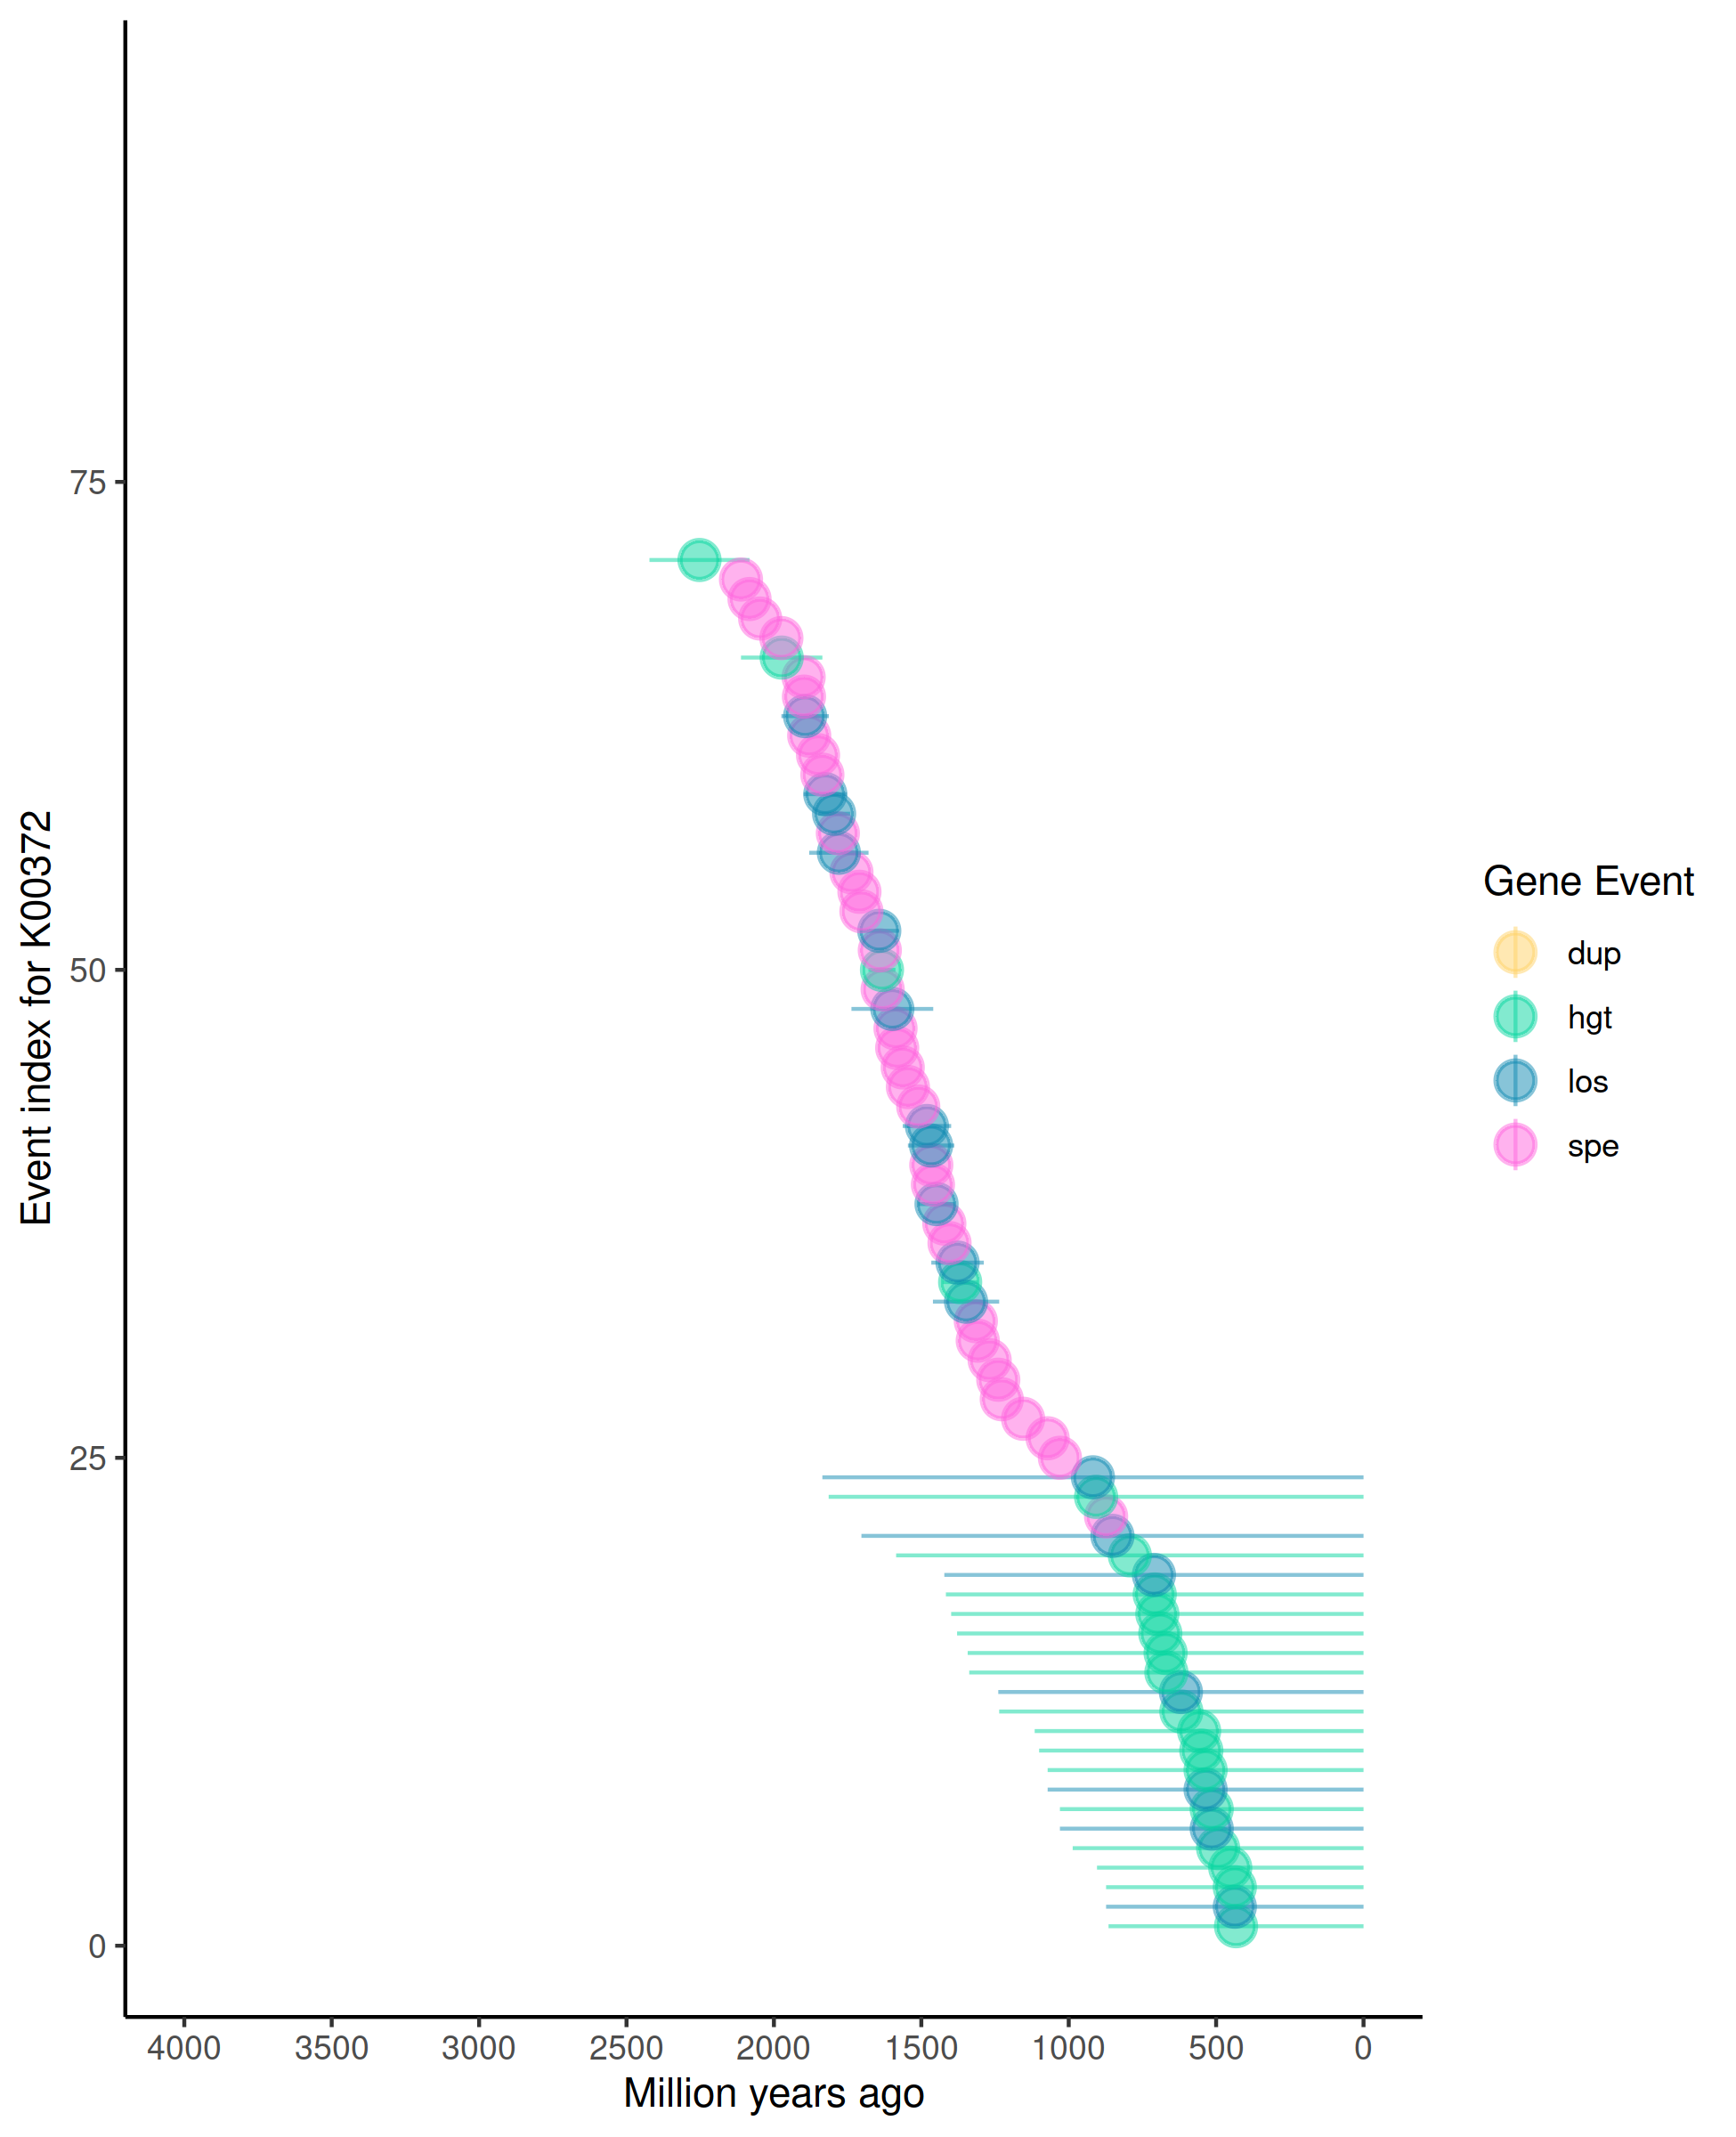 Event index for K00372
75
50
25
0
4000 3500 3000 2500 2000 1500 1000 500 0
Million years ago
Gene Event
dup
hgt
los
spe